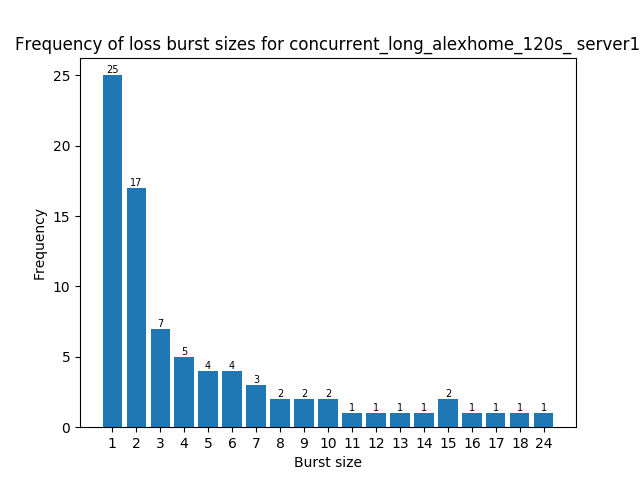 Frequency of loss burst sizes for concurrent_long_alexhome_120s_ server1
25
20
15
10
5
0
Frequency
25 17 7 5 4 4 3 2 2 2 1 1 1 1 2 1 1 1 1
1 2 3 4 5 6 7 8 9 10 11 12 13 14 15 16 17 18 24
Burst size